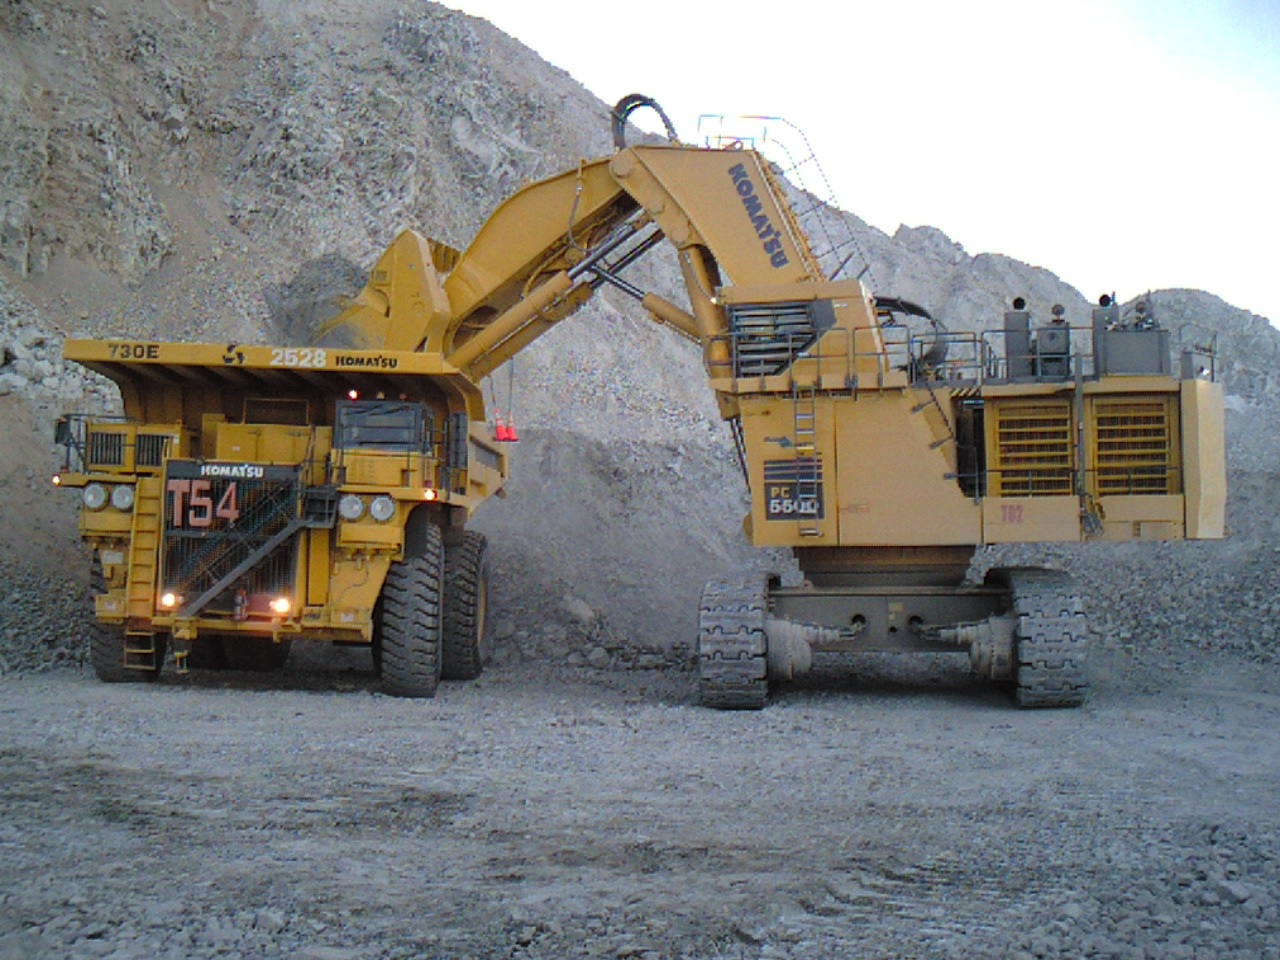 730E
2528 KOMATSU
KOMATSU
T54
KOMATSU
PC
5500
T02